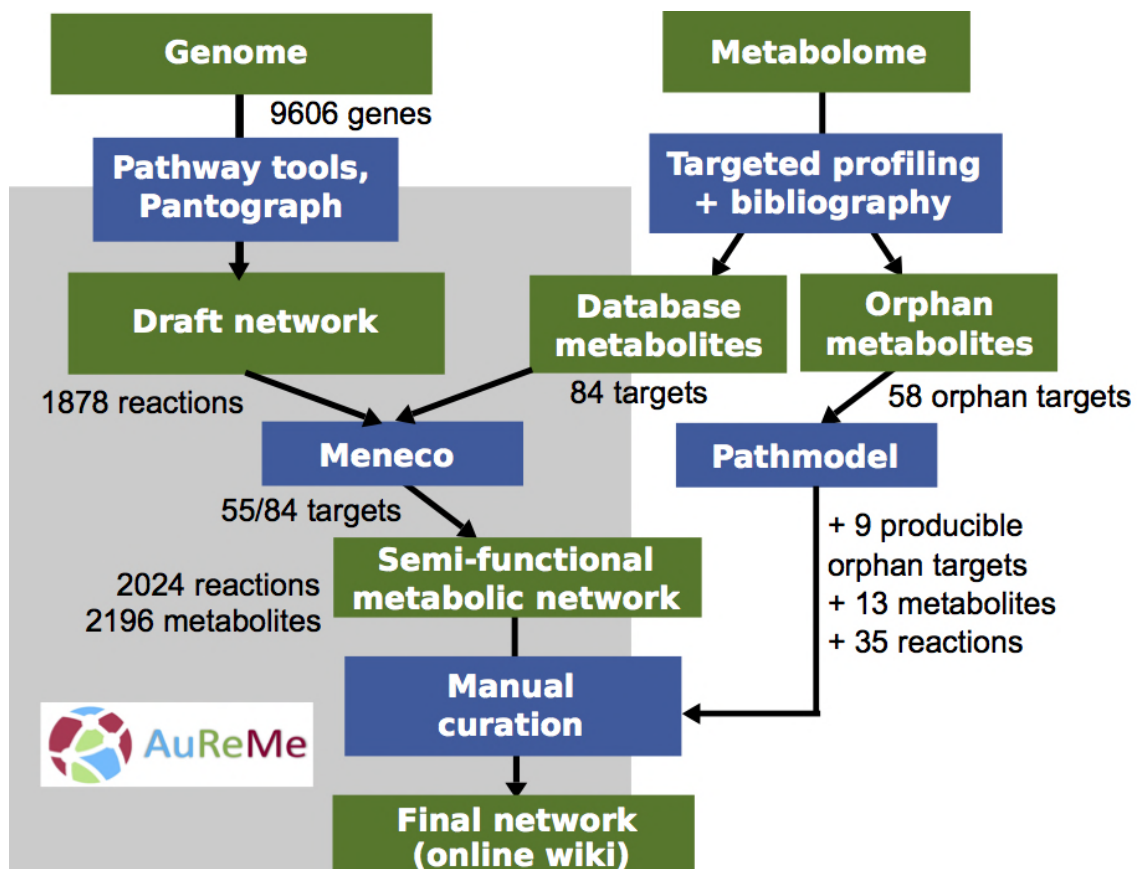 Genome
Metabolome
9606 genes
Pathway tools,
Pantograph
Targeted profiling
+ bibliography
Draft network
Database
metabolites
Orphan
metabolites
1878 reactions
84 targets
58 orphan targets
Meneco
Pathmodel
55/84 targets
+ 9 producible
orphan targets
+ 13 metabolites
+ 35 reactions
Semi-functional
metabolic network
2024 reactions
2196 metabolites
Manual
curation
AuReMe
Final network
(online wiki)